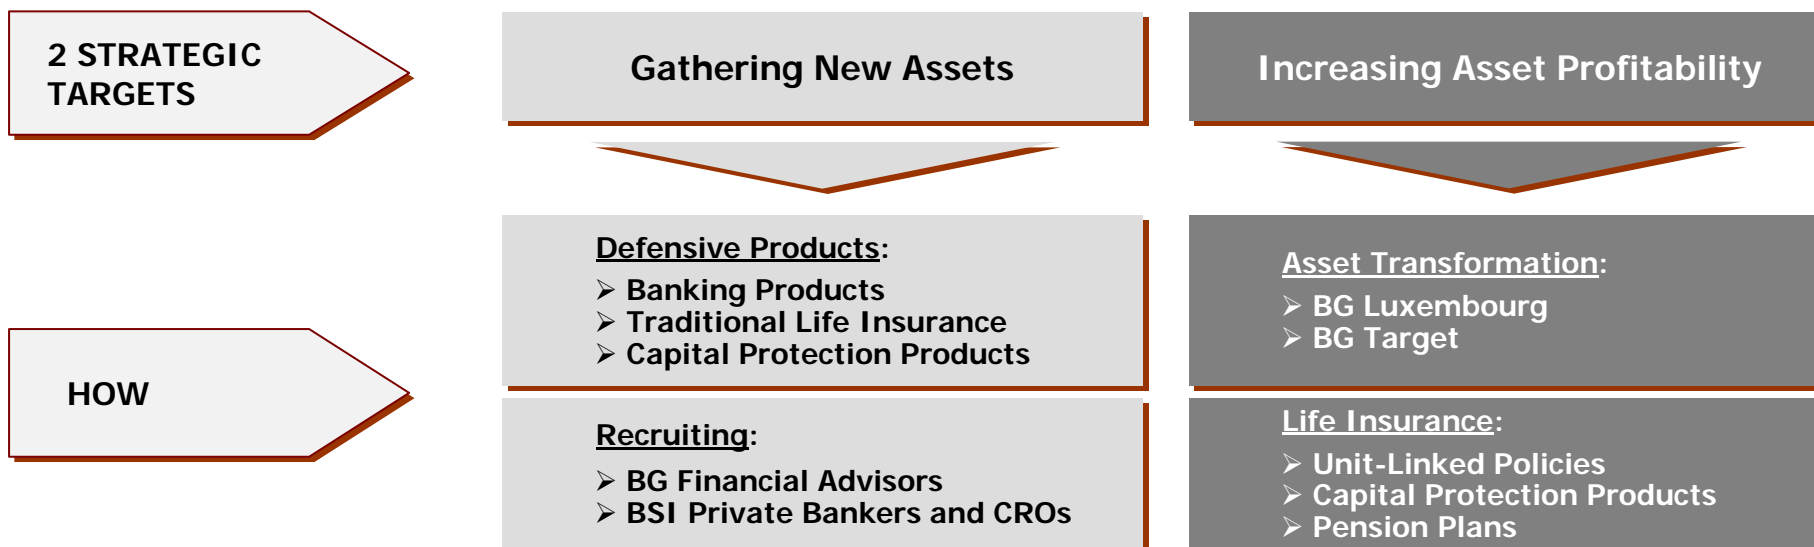 2 STRATEGIC
TARGETS
Gathering New Assets
Increasing Asset Profitability
HOW
Defensive Products:
➢ Banking Products
➢ Traditional Life Insurance
➢ Capital Protection Products
Recruiting:
➢ BG Financial Advisors
➢ BSI Private Bankers and CROs
Asset Transformation:
➢ BG Luxembourg
➢ BG Target
Life Insurance:
➢ Unit-Linked Policies
➢ Capital Protection Products
➢ Pension Plans